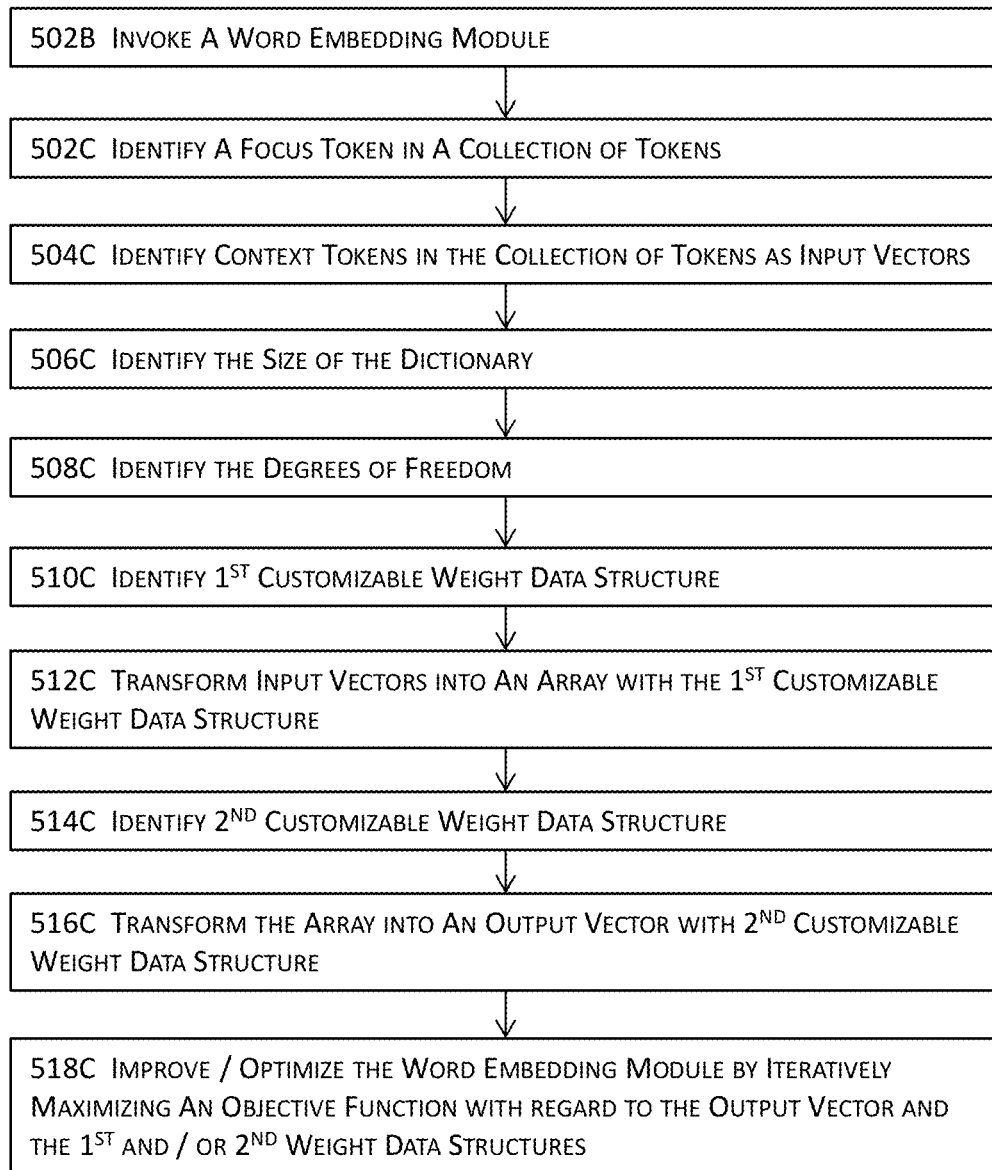 502B INVOKE A WORD EMBEDDING MODULE
502C IDENTIFY A FOCUS TOKEN IN A COLLECTION OF TOKENS
504C IDENTIFY CONTEXT TOKENS IN THE COLLECTION OF TOKENS AS INPUT VECTORS
506C IDENTIFY THE SIZE OF THE DICTIONARY
508C IDENTIFY THE DEGREES OF FREEDOM
510C IDENTIFY 1ST CUSTOMIZABLE WEIGHT DATA STRUCTURE
512C TRANSFORM INPUT VECTORS INTO AN ARRAY WITH THE 1ST CUSTOMIZABLE
WEIGHT DATA STRUCTURE
514C IDENTIFY 2ND CUSTOMIZABLE WEIGHT DATA STRUCTURE
516C TRANSFORM THE ARRAY INTO AN OUTPUT VECTOR WITH 2ND CUSTOMIZABLE
WEIGHT DATA STRUCTURE
518C IMPROVE / OPTIMIZE THE WORD EMBEDDING MODULE BY ITERATIVELY
MAXIMIZING AN OBJECTIVE FUNCTION WITH REGARD TO THE OUTPUT VECTOR AND
THE 1ST AND / OR 2ND WEIGHT DATA STRUCTURES